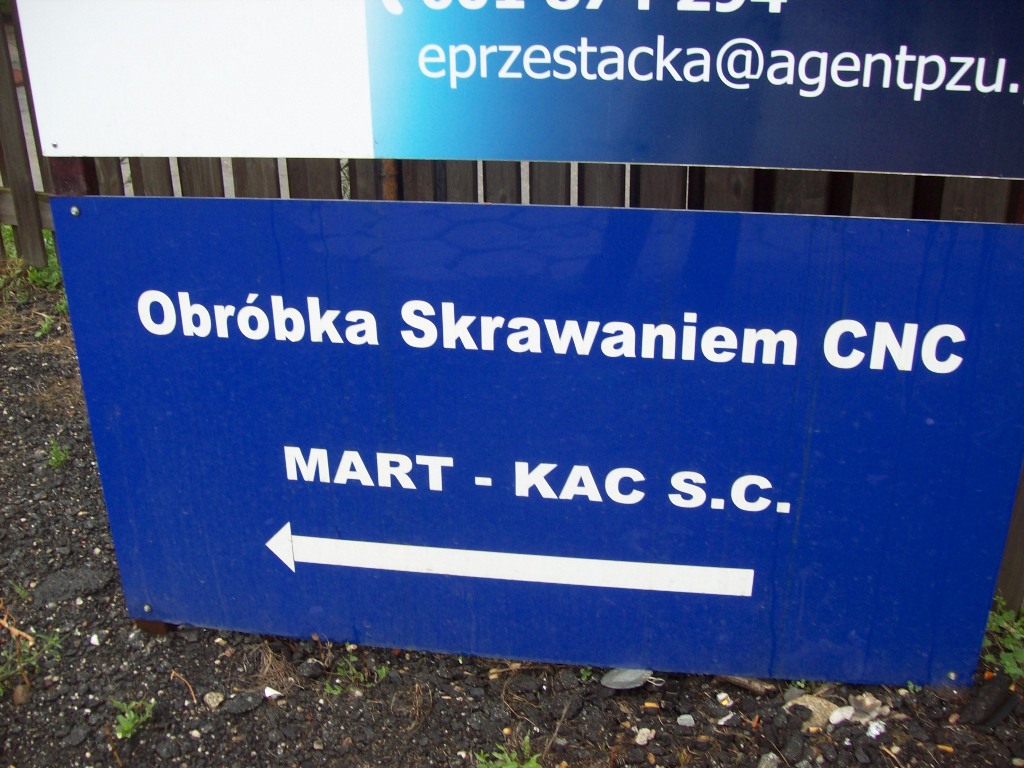 eprzestacka@agentpzu.
Obróbka Skrawaniem CNC
MART - KAC S.C.